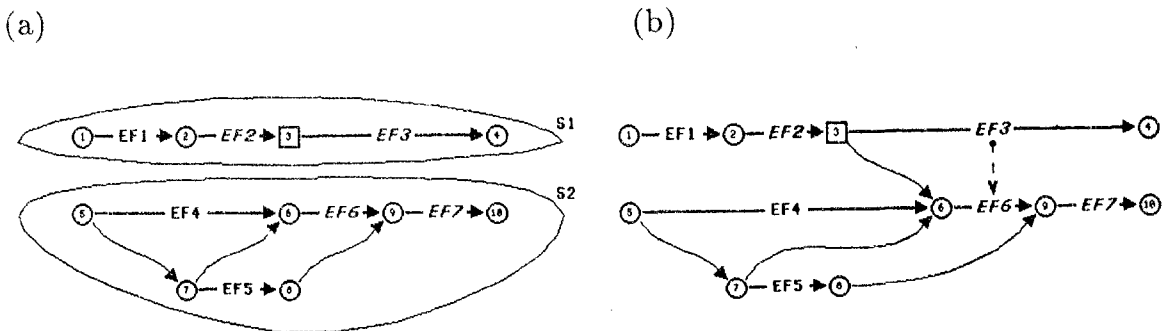 (a)
(b)
1 EF1 2 EF2 3 EF3 4 S1
5 EF4 6 EF6 9 EF7 10 S2
7 EF5 8
1 EF1 2 EF2 3 EF3 4
5 EF4 6 EF6 9 EF7 10
7 EF5 8